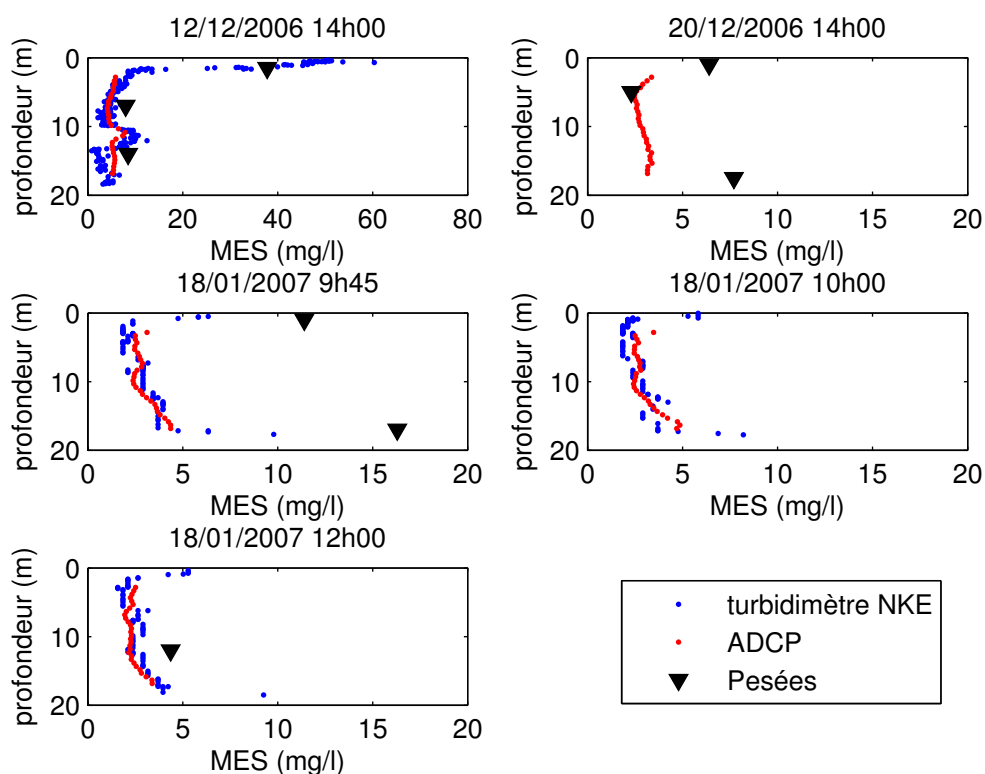 12/12/2006 14h00
0
10
20
profondeur (m)
0 20 40 60 80
MES (mg/l)
20/12/2006 14h00
0
10
20
profondeur (m)
0 5 10 15 20
MES (mg/l)
18/01/2007 9h45
0
10
20
profondeur (m)
0 5 10 15 20
MES (mg/l)
18/01/2007 10h00
0
10
20
profondeur (m)
0 5 10 15 20
MES (mg/l)
18/01/2007 12h00
0
10
20
profondeur (m)
0 5 10 15 20
MES (mg/l)
turbidimètre NKE
ADCP
Pesées